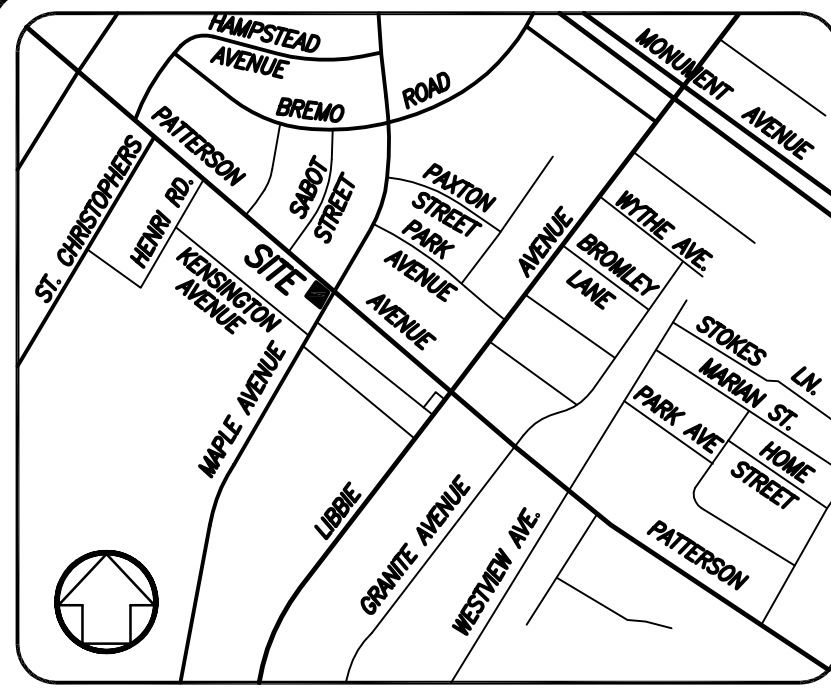 HAMPSTEAD
AVENUE
MONUMENT AVENUE
BREMO ROAD
PATTERSON
ST. CHRISTOPHERS
HENRI RD.
SABOT
STREET
PAXTON
STREET
PARK
AVENUE
AVENUE
WYTHE AVE.
BROMLEY
LANE
SITE
KENSINGTON
AVENUE
AVENUE
STOKES LN.
MARIAN ST.
PARK AVE
HOME
STREET
MAPLE AVENUE
LIBBIE
GRANITE AVENUE
WESTVIEW AVE.
PATTERSON